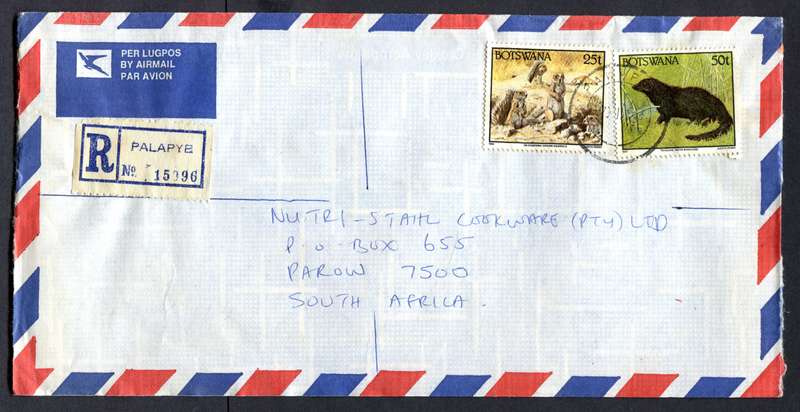 PER LUGPOS
BY AIRMAIL
PAR AVION
BOTSWANA 25t
BOTSWANA 50t
R PALAPYE
No. 15096
NUTRI-STAHL COOKWARE (PTY) LTD
P.O. BOX 655
PAROW 7500
SOUTH AFRICA.